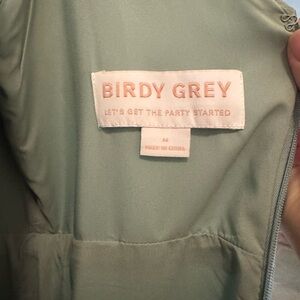 BIRDY GREY
LET'S GET THE PARTY STARTED
M
MADE IN CHINA